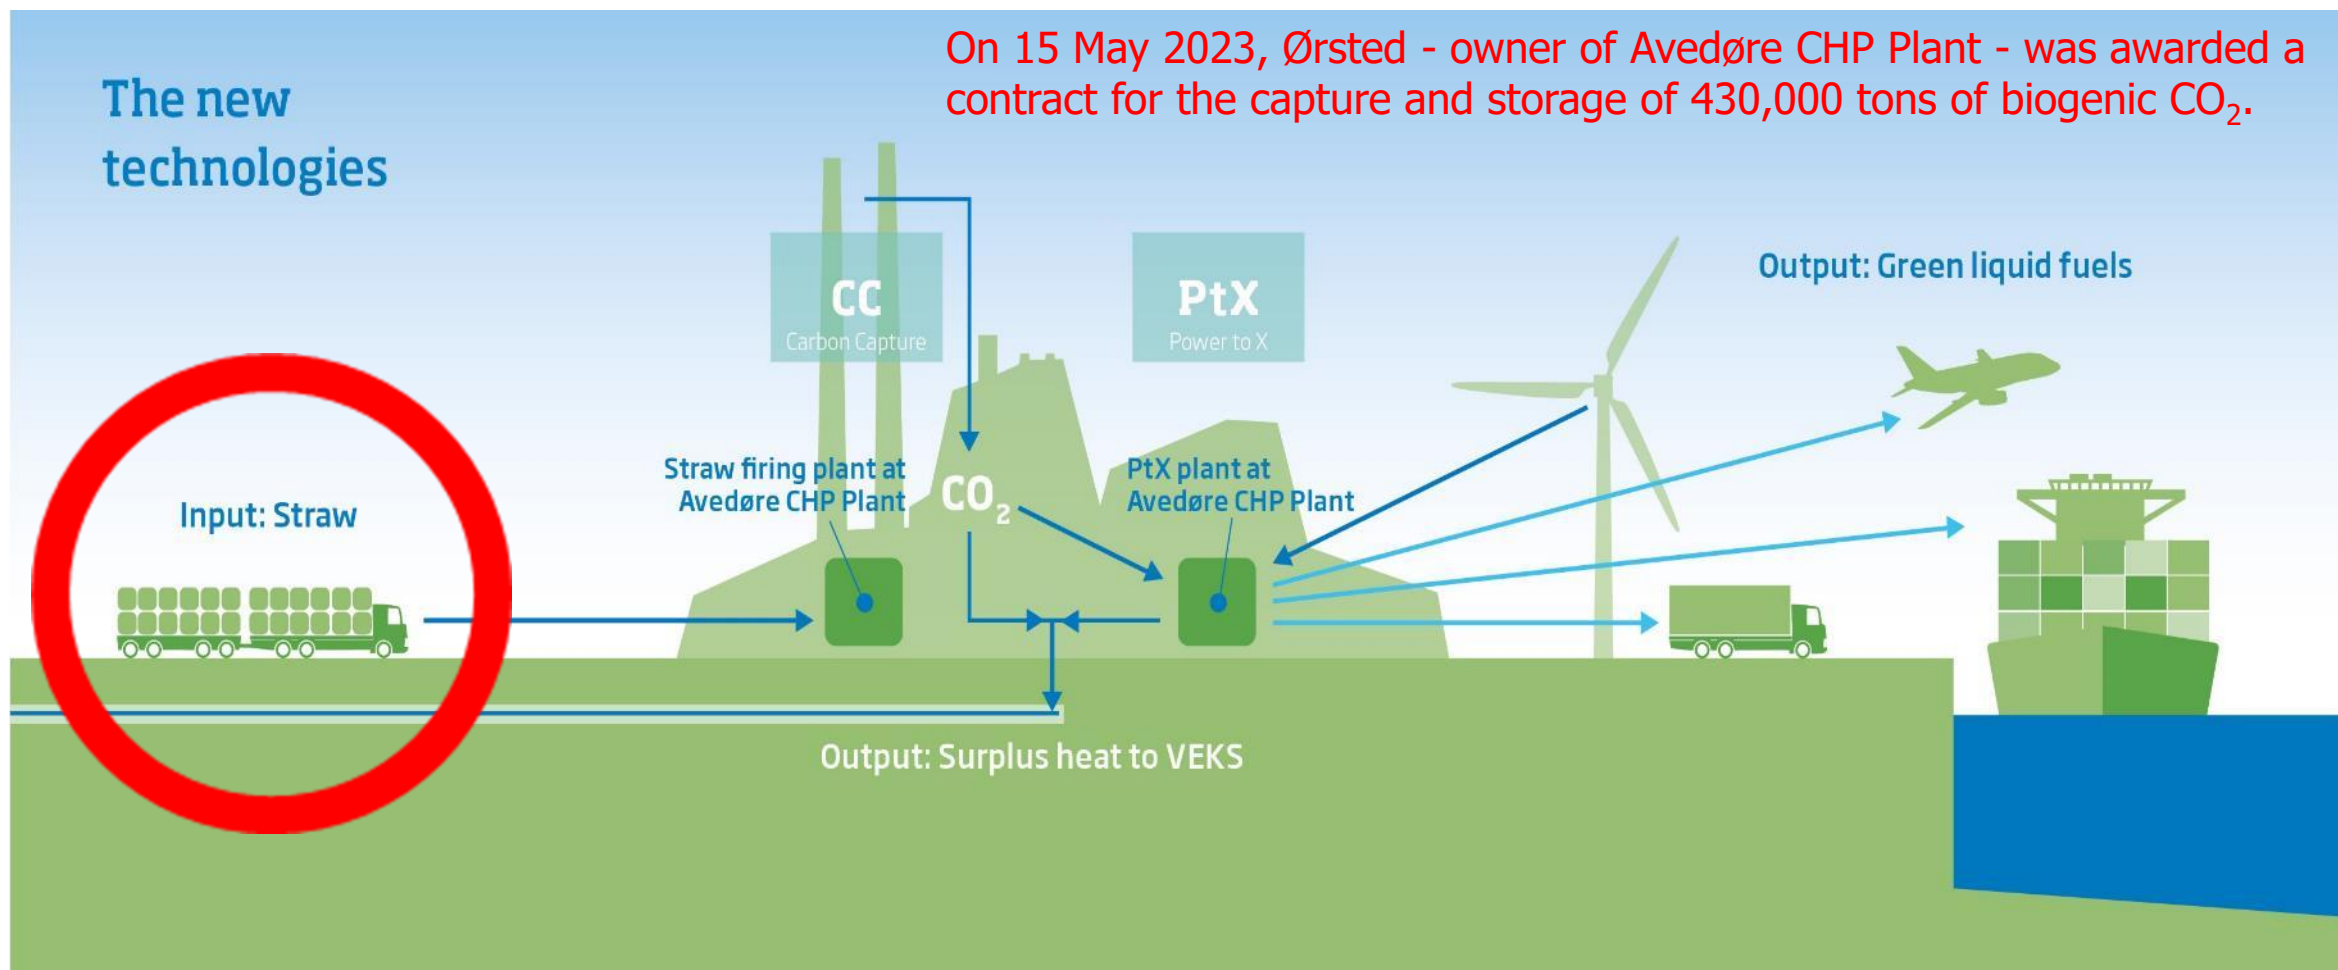 On 15 May 2023, Ørsted - owner of Avedøre CHP Plant - was awarded a
contract for the capture and storage of 430,000 tons of biogenic CO₂.
The new
technologies
CC
Carbon Capture
PtX
Power to X
Output: Green liquid fuels
Input: Straw
Straw firing plant at
Avedøre CHP Plant
CO₂
PtX plant at
Avedøre CHP Plant
Output: Surplus heat to VEKS